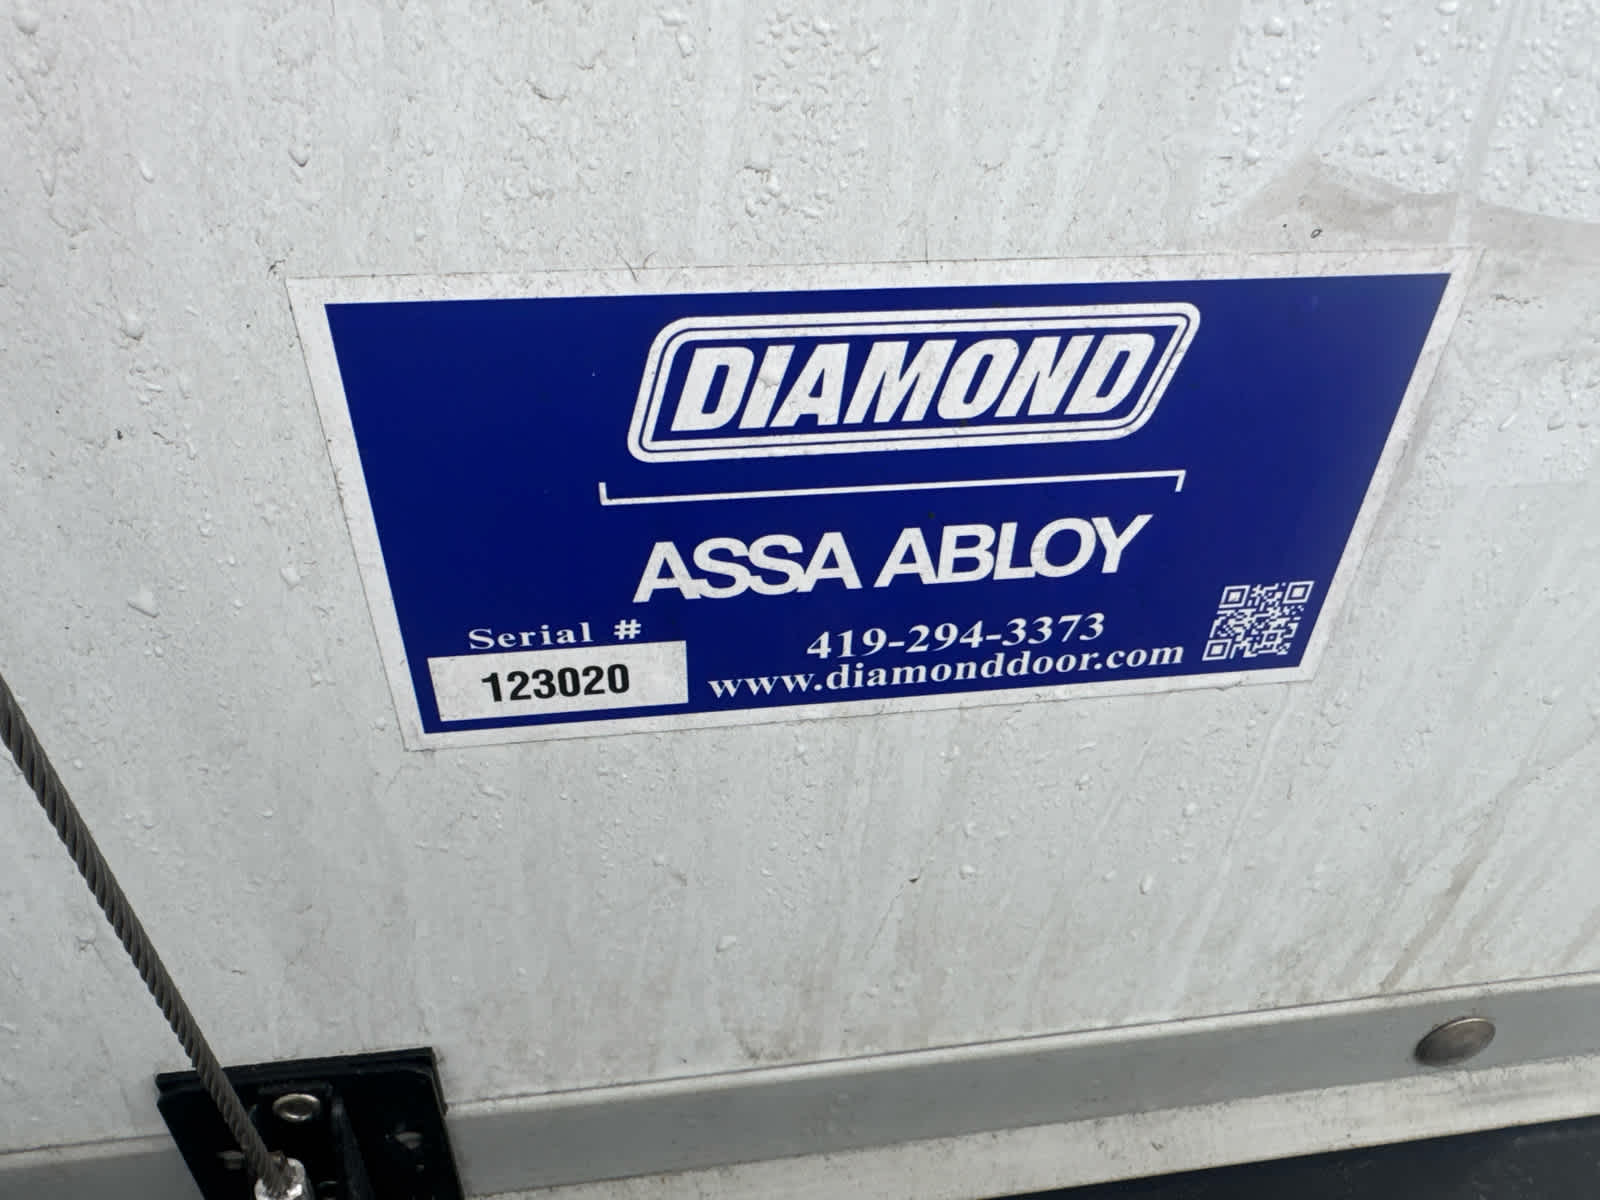 DIAMOND
ASSA ABLOY
Serial #
123020
419-294-3373
www.diamonddoor.com